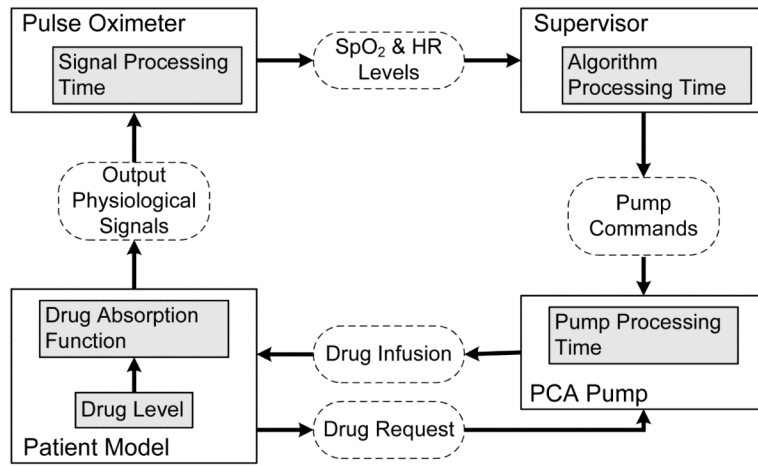 Pulse Oximeter
Signal Processing
Time
SpO₂ & HR
Levels
Supervisor
Algorithm
Processing Time
Output
Physiological
Signals
Pump
Commands
Drug Absorption
Function
Drug Level
Patient Model
Drug Infusion
Drug Request
Pump Processing
Time
PCA Pump